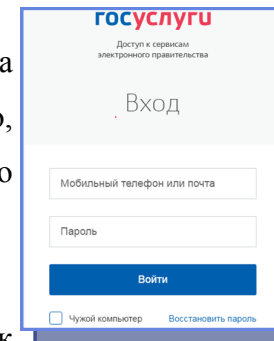 госуслуги
Доступ к сервисам
электронного правительства
Вход
Мобильный телефон или почта
Пароль
Войти
Чужой компьютер Восстановить пароль